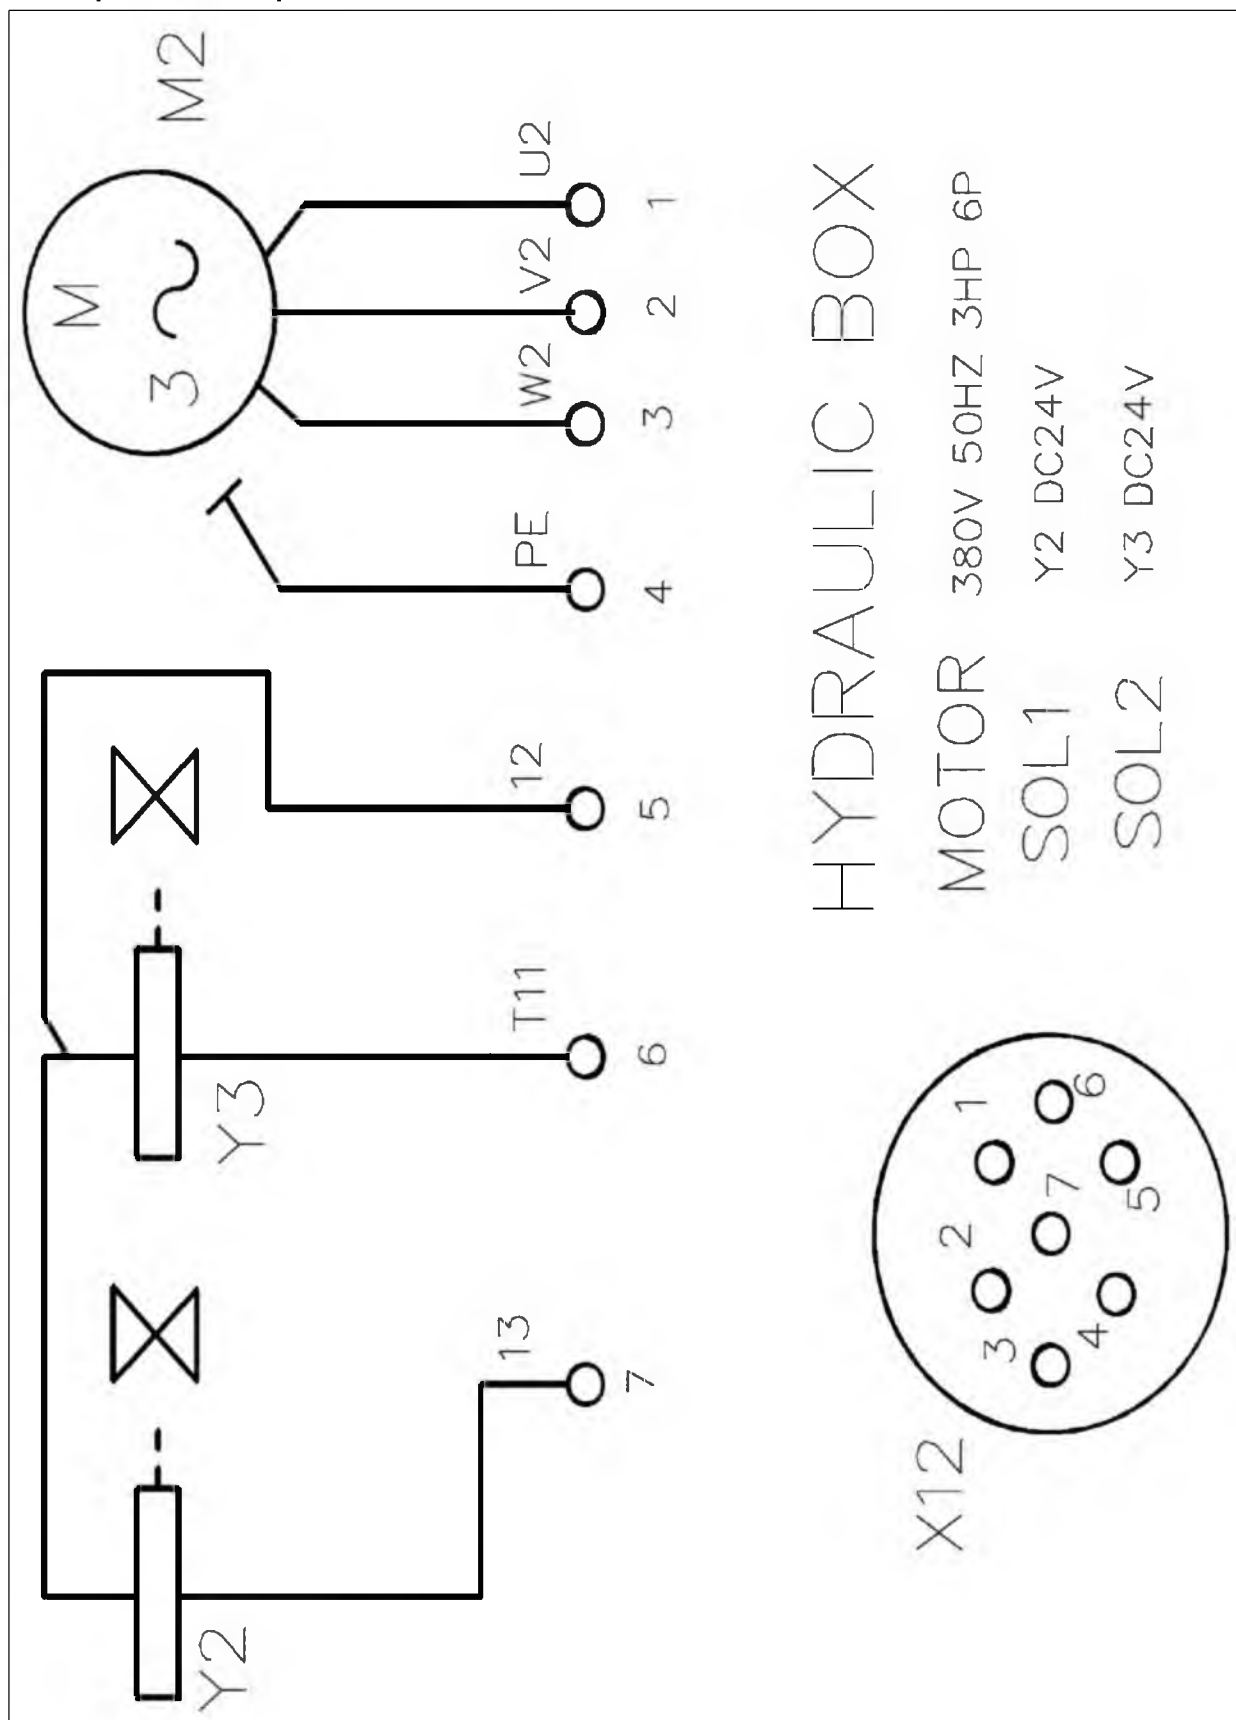 M2
M
3 ~
U2
V2
W2
PE
12
T11
13
1
2
3
4
5
6
7
Y3
Y2
HYDRAULIC BOX
MOTOR 380V 50HZ 3HP 6P
SOL1 Y2 DC24V
SOL2 Y3 DC24V
X12
1
2
3
4
5
6
7